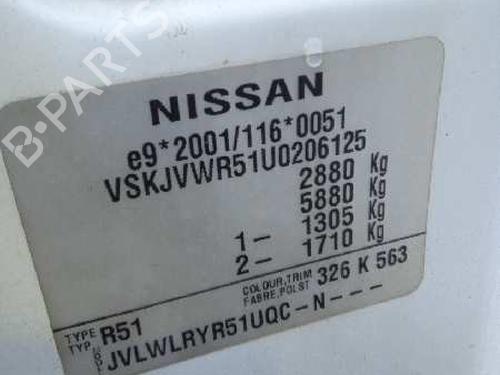 NISSAN
e9*2001/116*0051
VSKJVWR51U0206125
2880 Kg
5880 Kg
1- 1305 Kg
2- 1710 Kg
COLOUR,TRIM 326 K 563
FABRE,POLST
TYPE R51
TYP.
JVLWLRYR51UQC-N---
B-PARTS